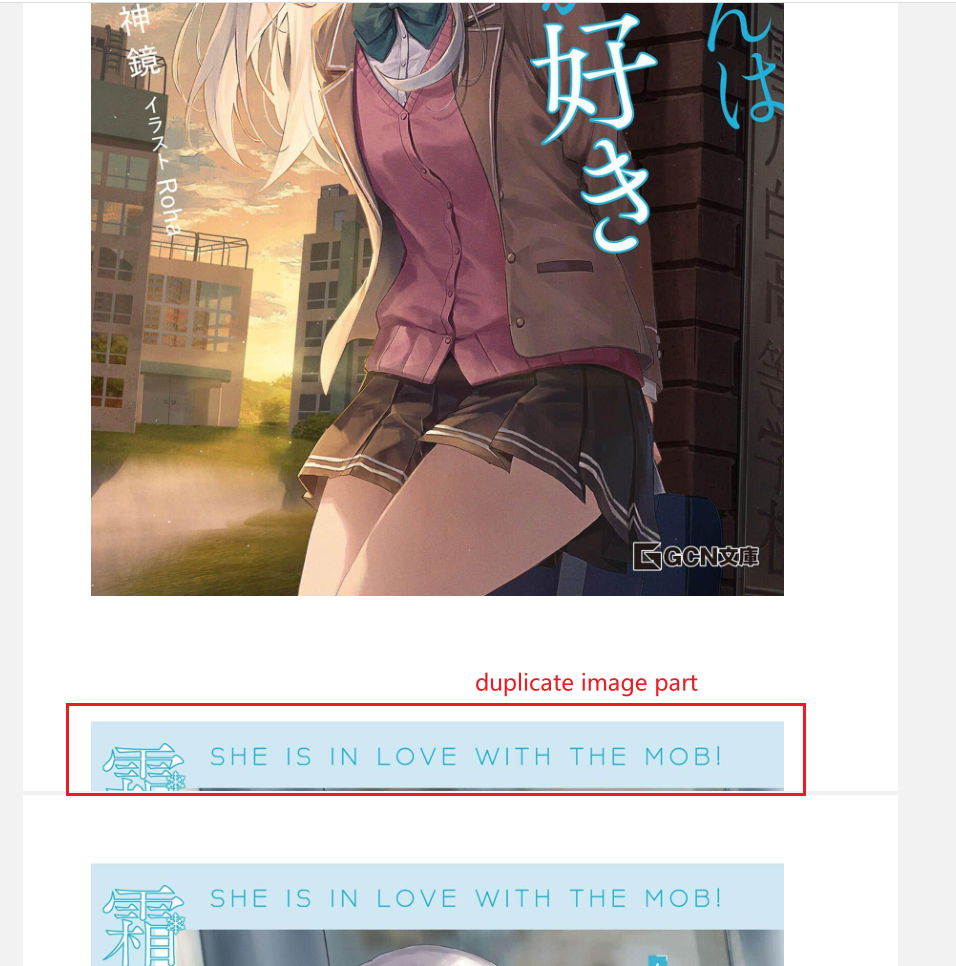 んは
好き
神鏡
イラスト Roha
GCN文庫
duplicate image part
霜
SHE IS IN LOVE WITH THE MOB!
霜
SHE IS IN LOVE WITH THE MOB!